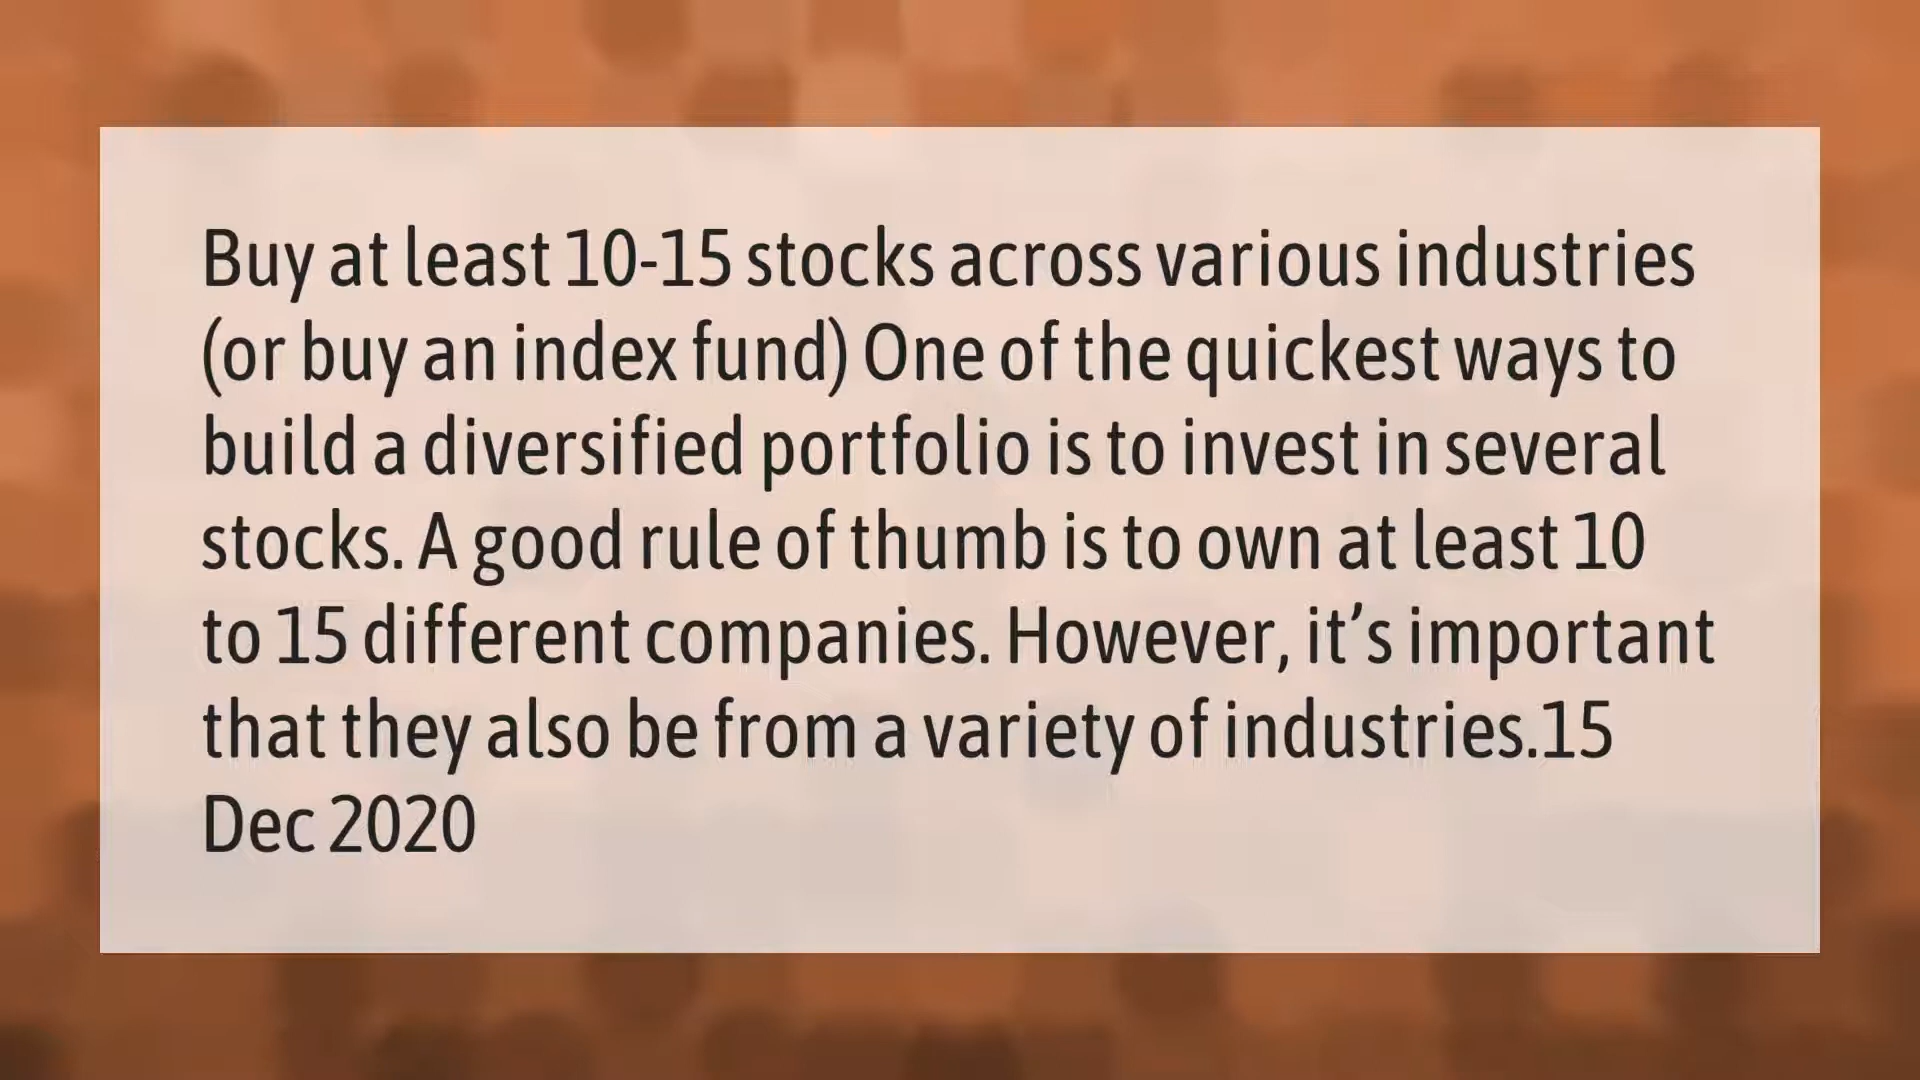 Buy at least 10-15 stocks across various industries
(or buy an index fund) One of the quickest ways to
build a diversified portfolio is to invest in several
stocks. A good rule of thumb is to own at least 10
to 15 different companies. However, it’s important
that they also be from a variety of industries.15
Dec 2020